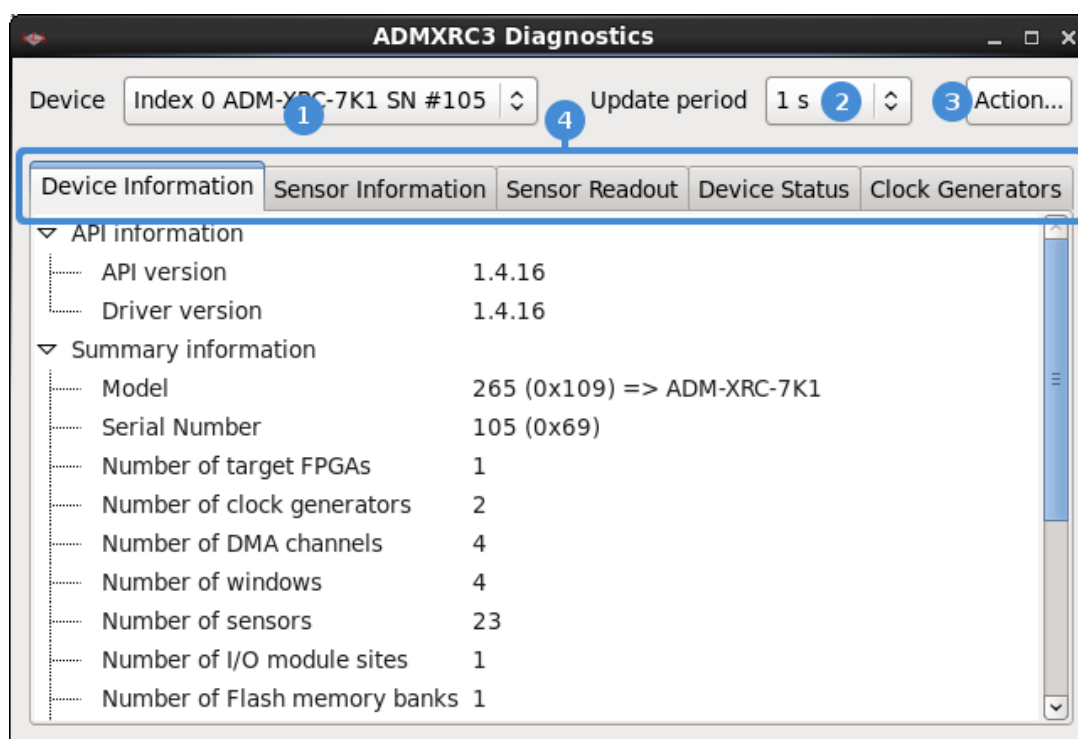 ADMXRC3 Diagnostics
Device Index 0 ADM-XRC-7K1 SN #105 Update period 1 s Action...
1 2 3 4
Device Information Sensor Information Sensor Readout Device Status Clock Generators
API information
API version 1.4.16
Driver version 1.4.16
Summary information
Model 265 (0x109) => ADM-XRC-7K1
Serial Number 105 (0x69)
Number of target FPGAs 1
Number of clock generators 2
Number of DMA channels 4
Number of windows 4
Number of sensors 23
Number of I/O module sites 1
Number of Flash memory banks 1